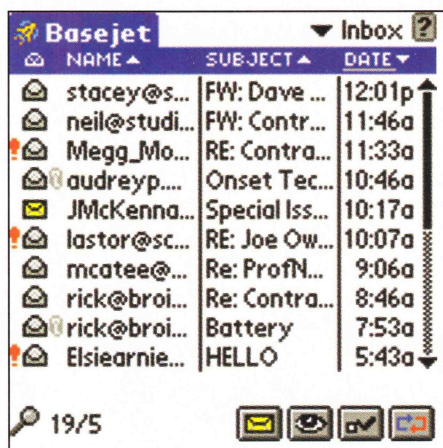 Basejet Inbox ?
NAME SUBJECT DATE
stacey@s... FW: Dave ... 12:01p
neil@studi... FW: Contr... 11:46a
! Megg_Mo... RE: Contra... 11:33a
audreyp.... Onset Tec... 10:46a
JMcKenna... Special Iss... 10:17a
! lastor@sc... RE: Joe Ow... 10:07a
mcatee@... Re: ProfN... 9:06a
rick@broi... Re: Contra... 8:46a
rick@broi... Battery 7:53a
! Elsiearnie... HELLO 5:43a
19/5